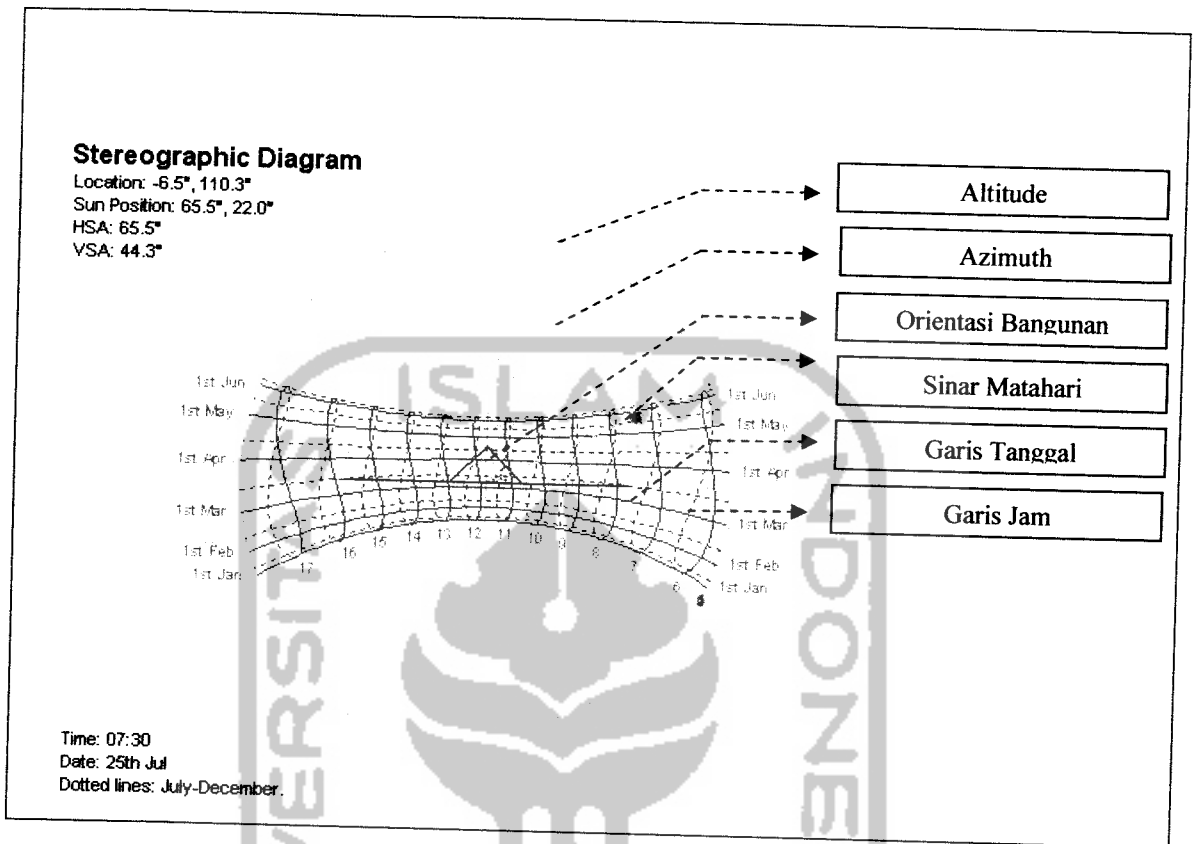 Stereographic Diagram
Location: -6.5°, 110.3°
Sun Position: 65.5°, 22.0°
HSA: 65.5°
VSA: 44.3°
Altitude
Azimuth
Orientasi Bangunan
Sinar Matahari
Garis Tanggal
Garis Jam
1st Jun
1st May
1st Apr
1st Mar
1st Feb
1st Jan
1st Jun
1st May
1st Apr
1st Mar
1st Feb
1st Jan
17 16 15 14 13 12 11 10 9 8 7 6
ISLAM
INDONE
VERSIT
Time: 07:30
Date: 25th Jul
Dotted lines: July-December.